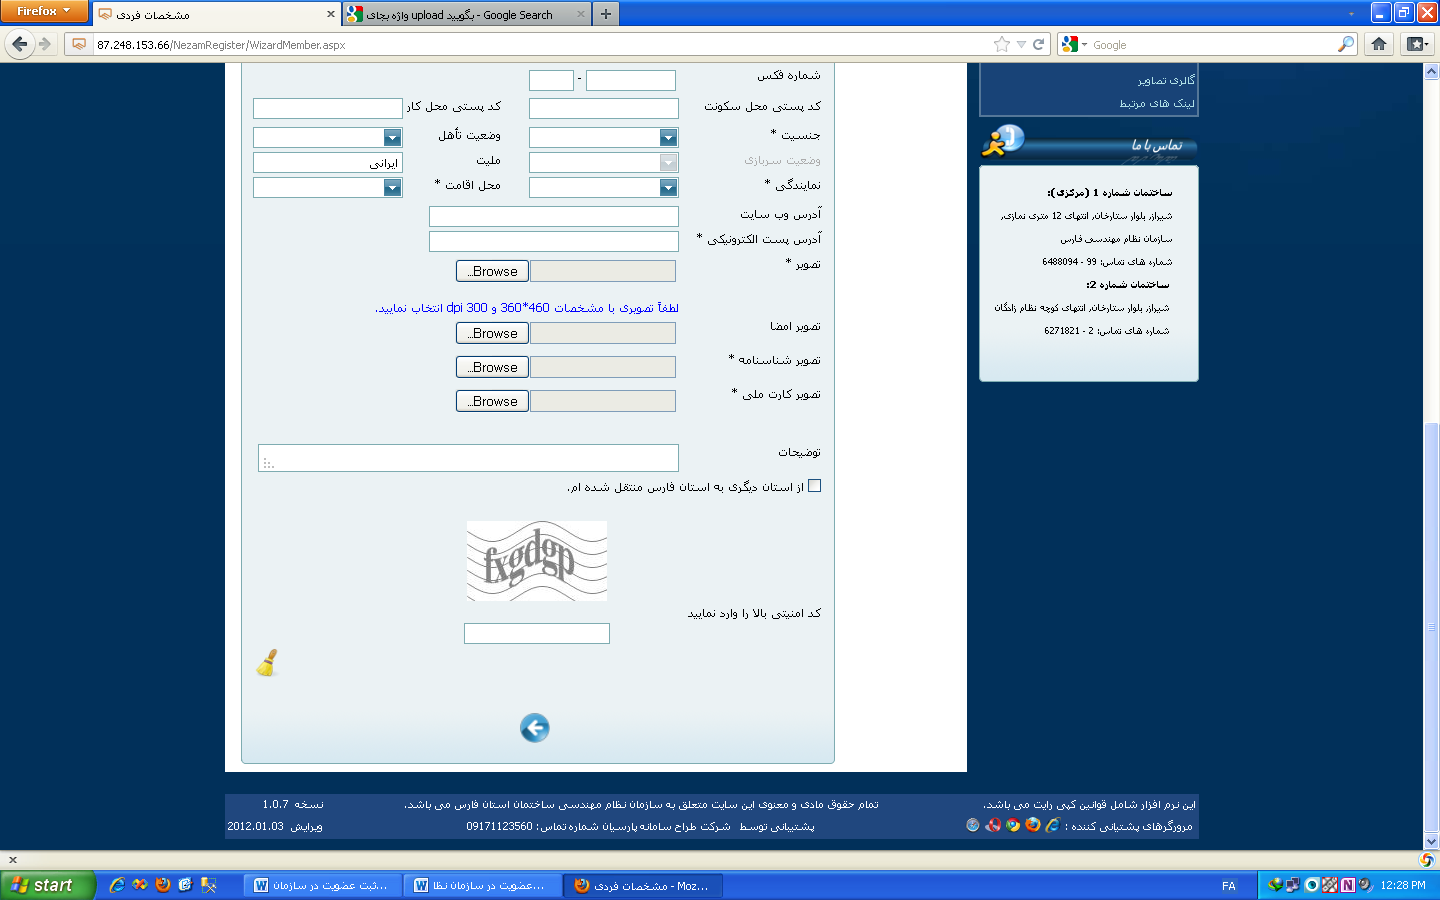 Firefox
مشخصات فردی
بگویید upload واژه بجای - Google Search
87.248.153.66/NezamRegister/WizardMember.aspx
Google
شماره فکس
-
کد پستی محل سکونت
کد پستی محل کار
جنسیت *
وضعیت تأهل
وضعیت سربازی
ملیت
ایرانی
نمایندگی *
محل اقامت *
آدرس وب سایت
آدرس پست الکترونیکی *
تصویر *
Browse...
لطفاً تصویری با مشخصات 460*360 و 300 dpi انتخاب نمایید.
تصویر امضا
Browse...
تصویر شناسنامه *
Browse...
تصویر کارت ملی *
Browse...
توضیحات
از استان دیگری به استان فارس منتقل شده ام.
fxgdgp
کد امنیتی بالا را وارد نمایید
گالری تصاویر
لینک های مرتبط
تماس با ما
ساختمان شماره 1 (مرکزی):
شیراز، بلوار ستارخان، انتهای 12 متری نمازی،
سازمان نظام مهندسی فارس
شماره های تماس: 99 - 6488094
ساختمان شماره 2:
شیراز، بلوار ستارخان، انتهای کوچه نظام زادگان
شماره های تماس: 2 - 6271821
این نرم افزار شامل قوانین کپی رایت می باشد.
تمام حقوق مادی و معنوی این سایت متعلق به سازمان نظام مهندسی ساختمان استان فارس می باشد.
نسخه 1.0.7
مرورگرهای پشتیبانی کننده :
پشتیبانی توسط شرکت طراح سامانه پارسیان شماره تماس: 09171123560
ویرایش 2012.01.03
start
ثبت عضویت در سازمان...
عضویت در سازمان نظا...
مشخصات فردی - Moz...
FA
12:28 PM